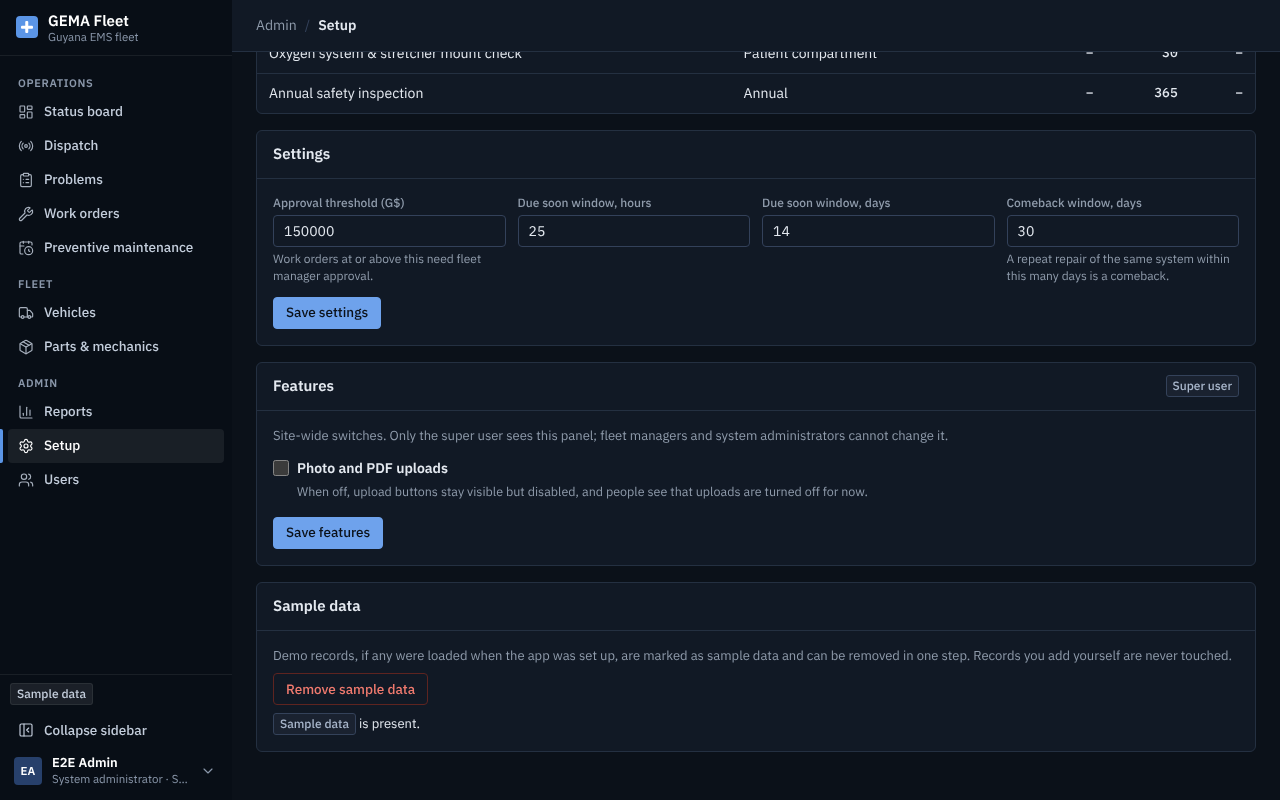 GEMA Fleet
Guyana EMS fleet
OPERATIONS
Status board
Dispatch
Problems
Work orders
Preventive maintenance
FLEET
Vehicles
Parts & mechanics
ADMIN
Reports
Setup
Users
Sample data
Collapse sidebar
EA
E2E Admin
System administrator · S...
Admin / Setup
Oxygen system & stretcher mount check Patient compartment – 30 –
Annual safety inspection Annual – 365 –
Settings
Approval threshold (G$) Due soon window, hours Due soon window, days Comeback window, days
150000 25 14 30
Work orders at or above this need fleet
manager approval.
A repeat repair of the same system within
this many days is a comeback.
Save settings
Features Super user
Site-wide switches. Only the super user sees this panel; fleet managers and system administrators cannot change it.
Photo and PDF uploads
When off, upload buttons stay visible but disabled, and people see that uploads are turned off for now.
Save features
Sample data
Demo records, if any were loaded when the app was set up, are marked as sample data and can be removed in one step. Records you add yourself are never touched.
Remove sample data
Sample data is present.